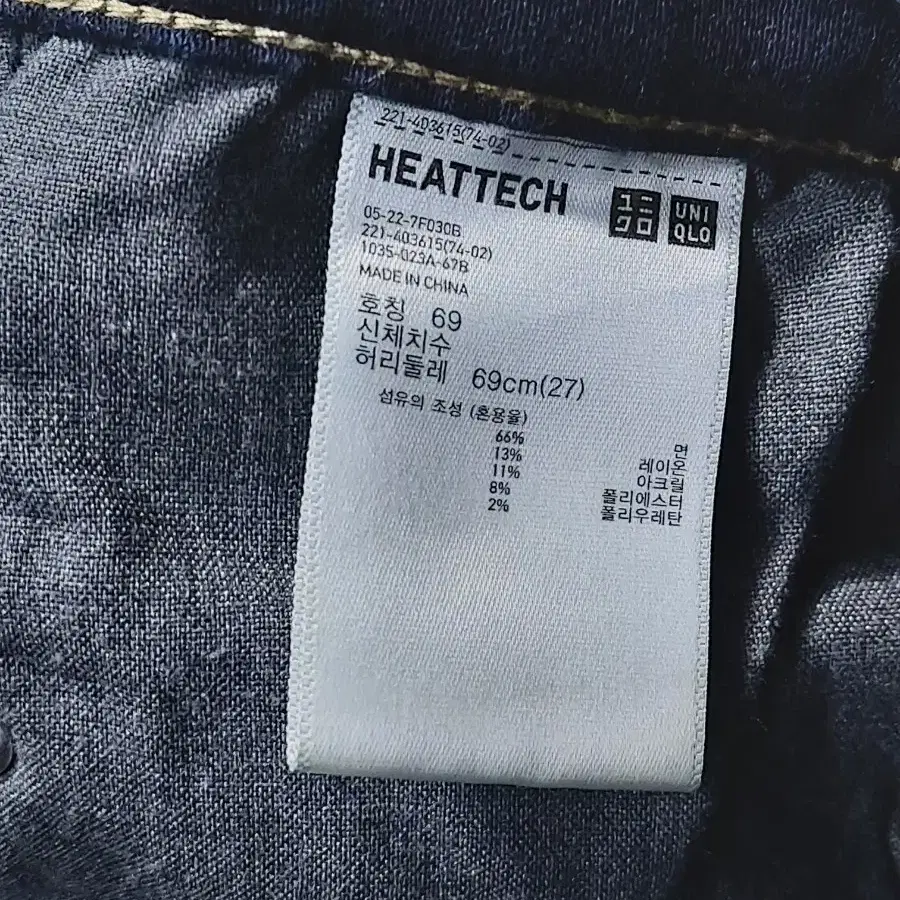 221-403615(74-02)
HEATTECH
ユニ
クロ
UNI
QLO
05-22-7F030B
221-403615(74-02)
1035-023A-67B
MADE IN CHINA
호칭 69
신체치수
허리둘레 69cm(27)
섬유의 조성 (혼용율)
66% 면
13% 레이온
11% 아크릴
8% 폴리에스터
2% 폴리우레탄